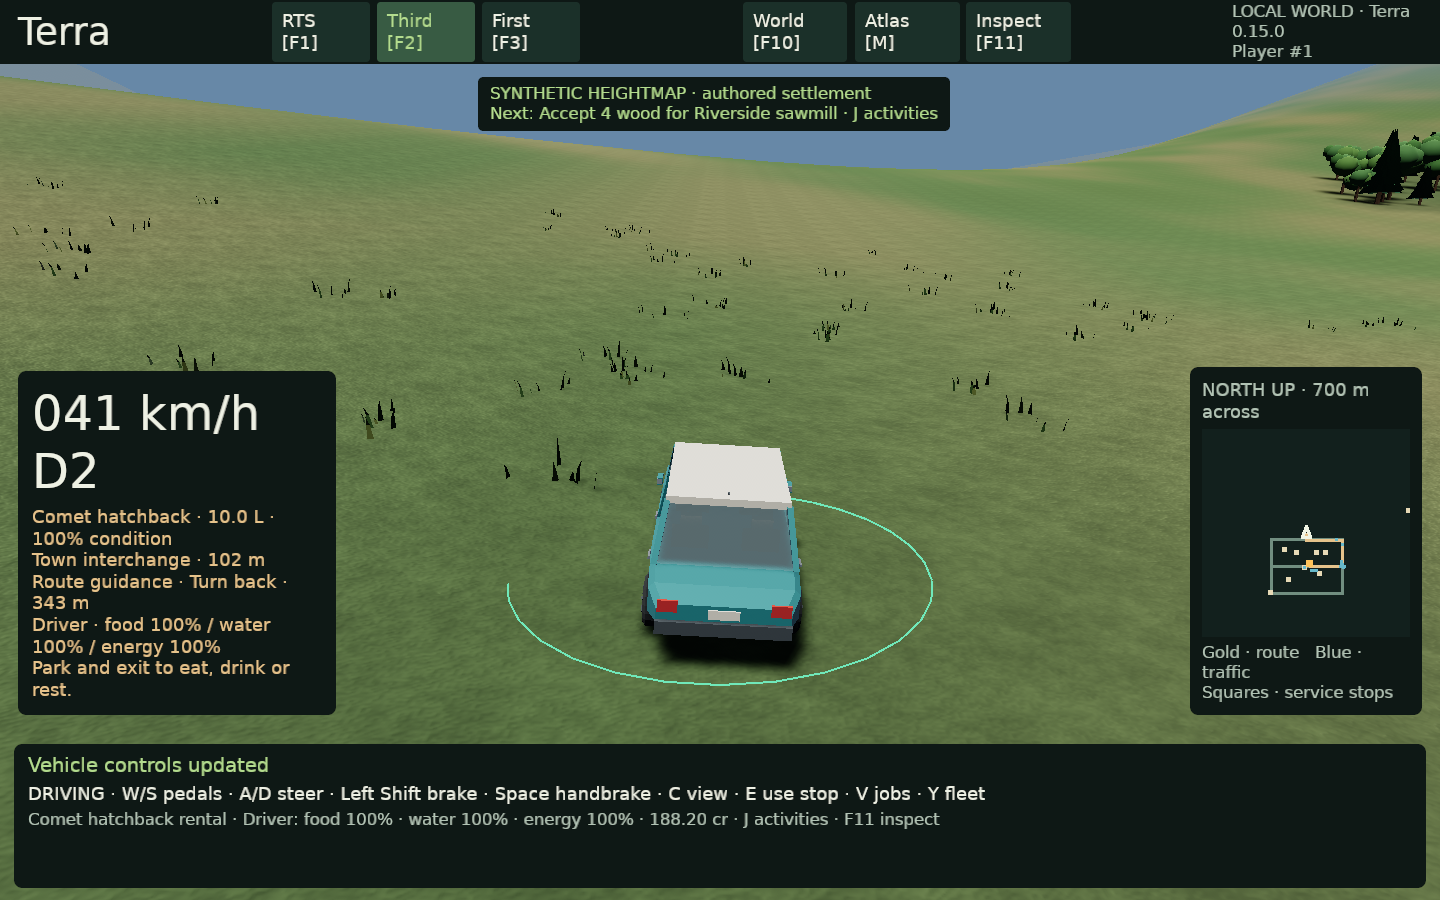 Terra
RTS
[F1]
Third
[F2]
First
[F3]
World
[F10]
Atlas
[M]
Inspect
[F11]
LOCAL WORLD · Terra
0.15.0
Player #1
SYNTHETIC HEIGHTMAP · authored settlement
Next: Accept 4 wood for Riverside sawmill · J activities
041 km/h
D2
Comet hatchback · 10.0 L ·
100% condition
Town interchange · 102 m
Route guidance · Turn back ·
343 m
Driver · food 100% / water
100% / energy 100%
Park and exit to eat, drink or
rest.
NORTH UP · 700 m
across
Gold · route   Blue ·
traffic
Squares · service stops
Vehicle controls updated
DRIVING · W/S pedals · A/D steer · Left Shift brake · Space handbrake · C view · E use stop · V jobs · Y fleet
Comet hatchback rental · Driver: food 100% · water 100% · energy 100% · 188.20 cr · J activities · F11 inspect